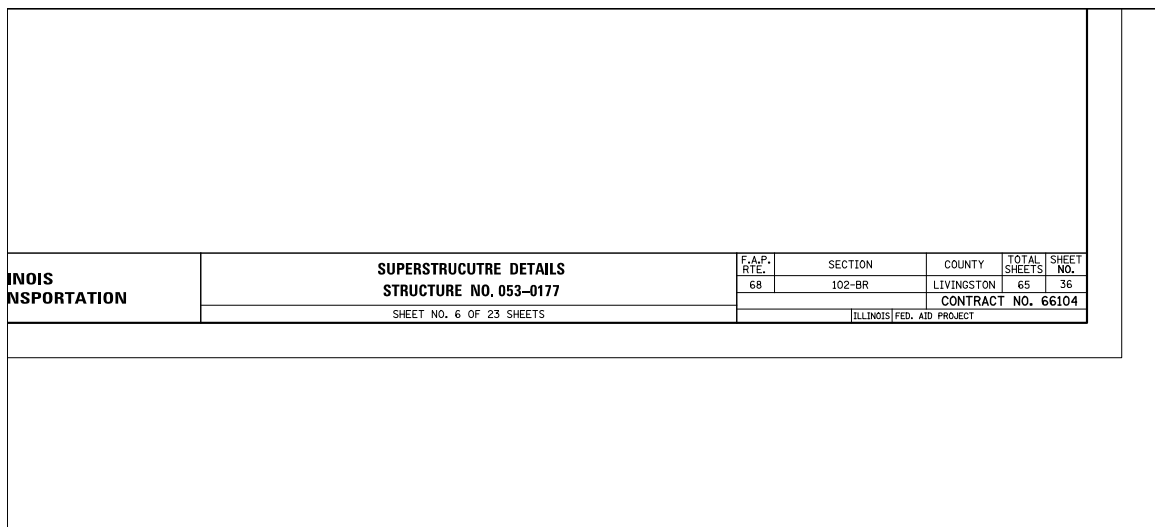 INOIS
NSPORTATION
SUPERSTRUCUTRE DETAILS
STRUCTURE NO. 053–0177
SHEET NO. 6 OF 23 SHEETS
F.A.P. RTE. SECTION COUNTY TOTAL SHEETS SHEET NO.
68 102-BR LIVINGSTON 65 36
CONTRACT NO. 66104
ILLINOIS FED. AID PROJECT